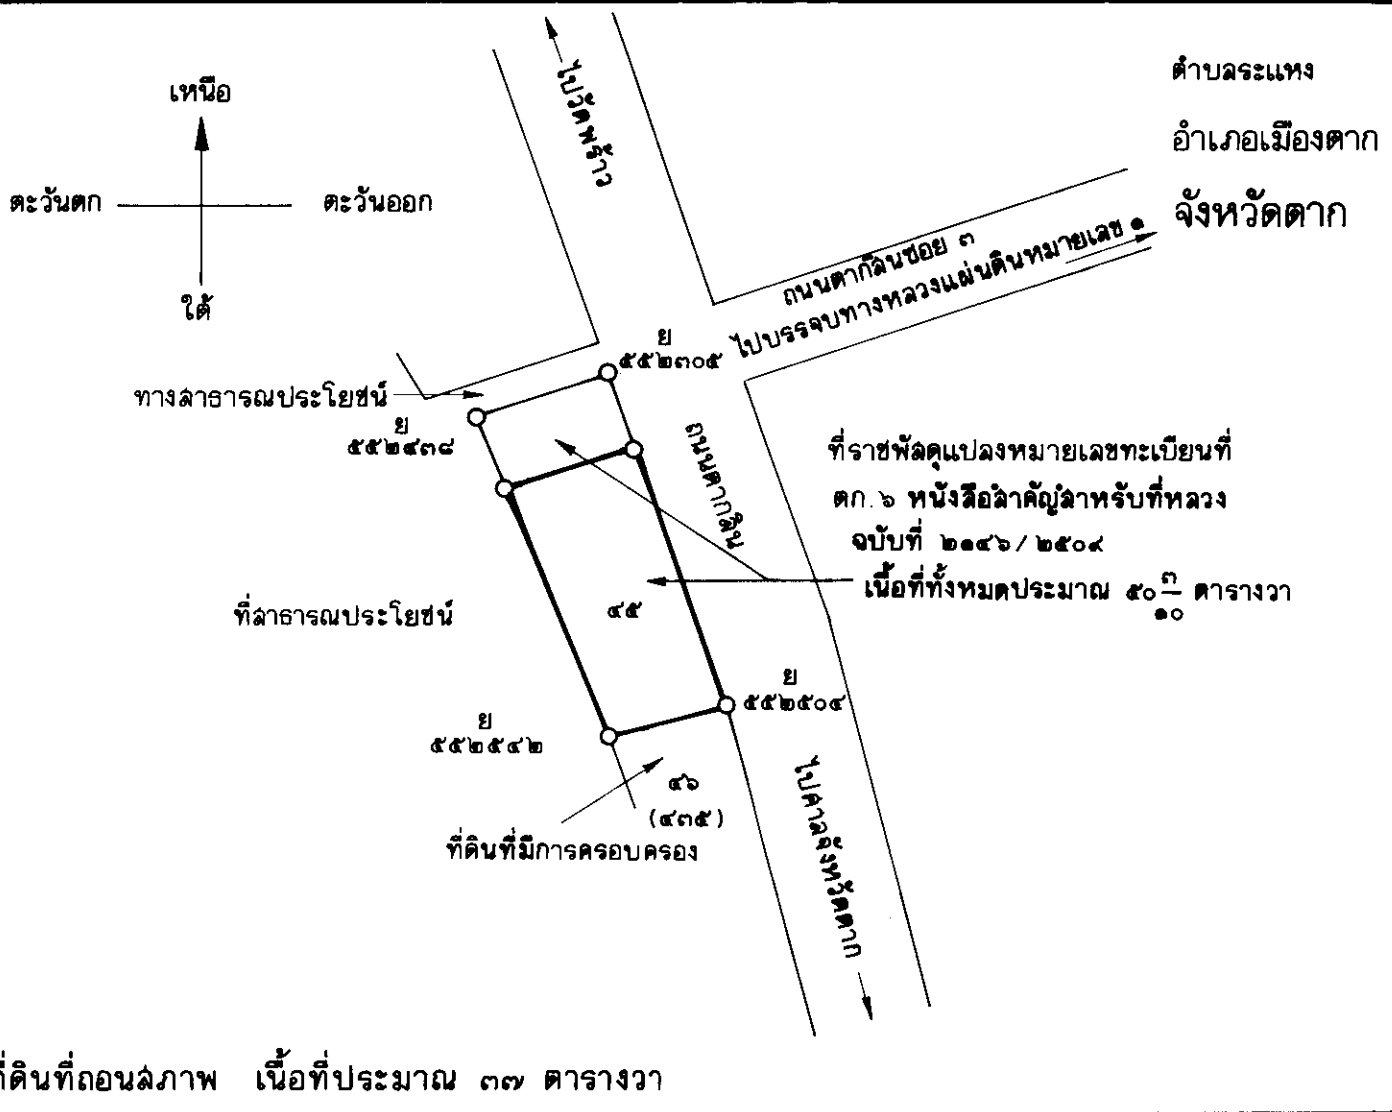 ตำบลระแหง
อำเภอเมืองตาก
จังหวัดตาก
เหนือ
ตะวันตก
ตะวันออก
ใต้
ไปวัดพร้าว
ถนนตากสินซอย ๓
ไปบรรจบทางหลวงแผ่นดินหมายเลข ๑
ย
๕๕๒๓๐๕
ทางสาธารณประโยชน์
ย
๕๕๒๙๓๘
ถนนตากสิน
ที่ราชพัสดุแปลงหมายเลขทะเบียนที่
ตก.๖ หนังสือสำคัญสำหรับที่หลวง
ฉบับที่ ๒๑๔๖/๒๕๐๙
เนื้อที่ทั้งหมดประมาณ ๕๐ ๓/๑๐ ตารางวา
ที่สาธารณประโยชน์
๔๕
ย
๕๕๒๕๐๔
ย
๕๕๒๕๔๒
๔๖
(๔๓๕)
ที่ดินที่มีการครอบครอง
ไปศาลจังหวัดตาก
ที่ดินที่ถอนสภาพ เนื้อที่ประมาณ ๓๗ ตารางวา